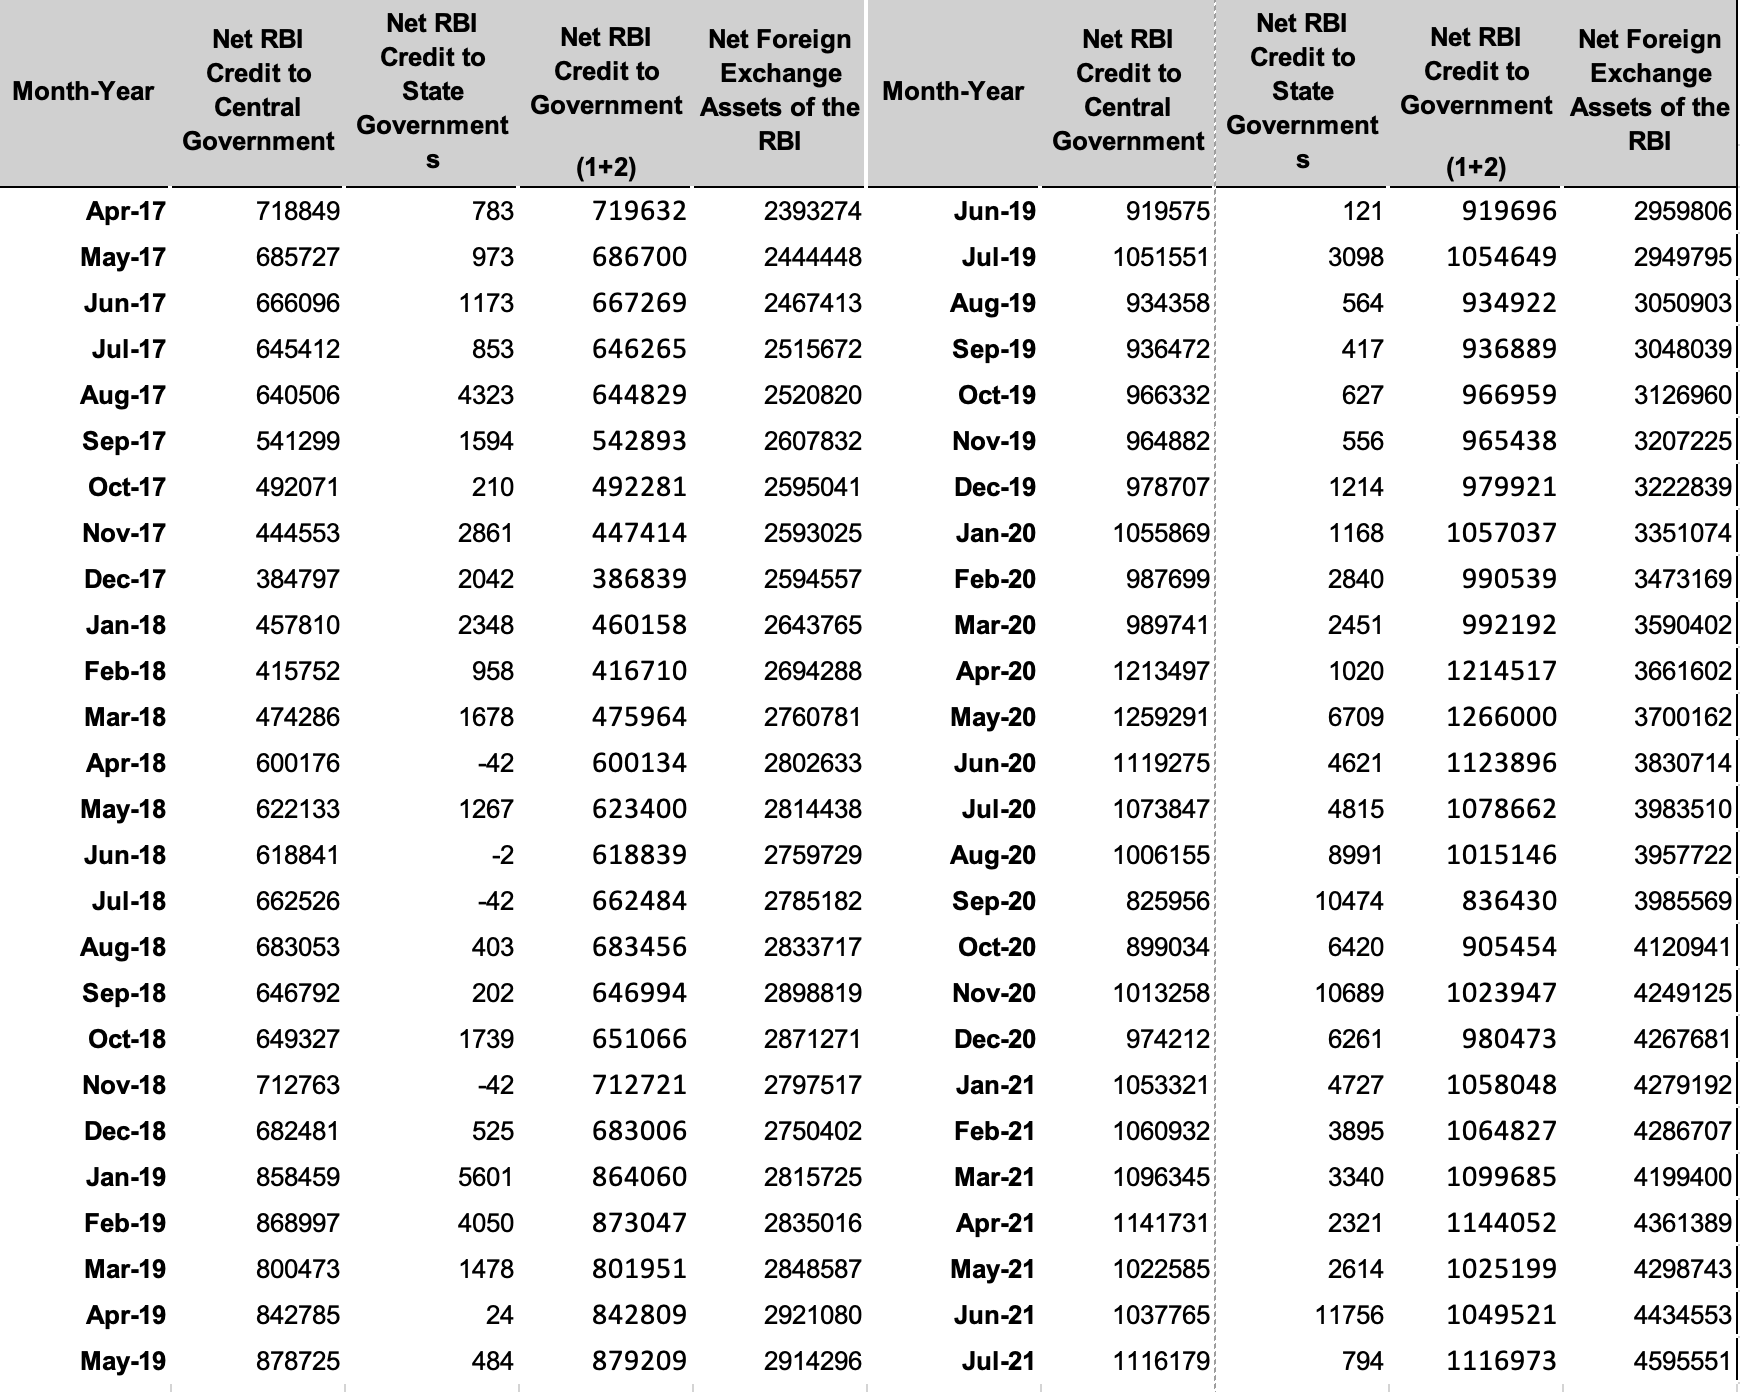 Month-Year Net RBI Credit to Central Government Net RBI Credit to State Government s Net RBI Credit to Government (1+2) Net Foreign Exchange Assets of the RBI Month-Year Net RBI Credit to Central Government Net RBI Credit to State Government s Net RBI Credit to Government (1+2) Net Foreign Exchange Assets of the RBI
Apr-17 718849 783 719632 2393274 Jun-19 919575 121 919696 2959806
May-17 685727 973 686700 2444448 Jul-19 1051551 3098 1054649 2949795
Jun-17 666096 1173 667269 2467413 Aug-19 934358 564 934922 3050903
Jul-17 645412 853 646265 2515672 Sep-19 936472 417 936889 3048039
Aug-17 640506 4323 644829 2520820 Oct-19 966332 627 966959 3126960
Sep-17 541299 1594 542893 2607832 Nov-19 964882 556 965438 3207225
Oct-17 492071 210 492281 2595041 Dec-19 978707 1214 979921 3222839
Nov-17 444553 2861 447414 2593025 Jan-20 1055869 1168 1057037 3351074
Dec-17 384797 2042 386839 2594557 Feb-20 987699 2840 990539 3473169
Jan-18 457810 2348 460158 2643765 Mar-20 989741 2451 992192 3590402
Feb-18 415752 958 416710 2694288 Apr-20 1213497 1020 1214517 3661602
Mar-18 474286 1678 475964 2760781 May-20 1259291 6709 1266000 3700162
Apr-18 600176 -42 600134 2802633 Jun-20 1119275 4621 1123896 3830714
May-18 622133 1267 623400 2814438 Jul-20 1073847 4815 1078662 3983510
Jun-18 618841 -2 618839 2759729 Aug-20 1006155 8991 1015146 3957722
Jul-18 662526 -42 662484 2785182 Sep-20 825956 10474 836430 3985569
Aug-18 683053 403 683456 2833717 Oct-20 899034 6420 905454 4120941
Sep-18 646792 202 646994 2898819 Nov-20 1013258 10689 1023947 4249125
Oct-18 649327 1739 651066 2871271 Dec-20 974212 6261 980473 4267681
Nov-18 712763 -42 712721 2797517 Jan-21 1053321 4727 1058048 4279192
Dec-18 682481 525 683006 2750402 Feb-21 1060932 3895 1064827 4286707
Jan-19 858459 5601 864060 2815725 Mar-21 1096345 3340 1099685 4199400
Feb-19 868997 4050 873047 2835016 Apr-21 1141731 2321 1144052 4361389
Mar-19 800473 1478 801951 2848587 May-21 1022585 2614 1025199 4298743
Apr-19 842785 24 842809 2921080 Jun-21 1037765 11756 1049521 4434553
May-19 878725 484 879209 2914296 Jul-21 1116179 794 1116973 4595551